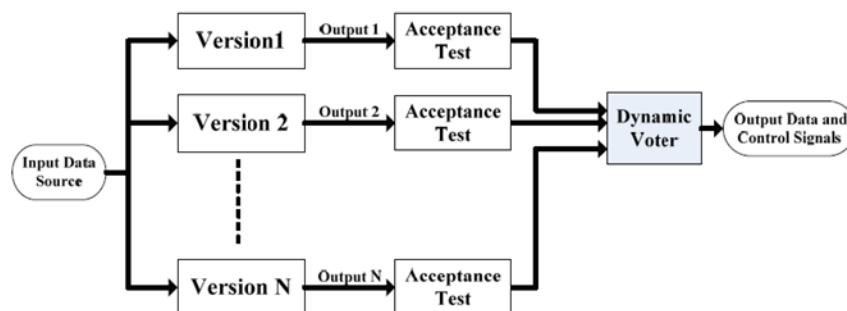 Version1
Output 1
Acceptance
Test
Version 2
Output 2
Acceptance
Test
Dynamic
Voter
Output Data and
Control Signals
Input Data
Source
Version N
Output N
Acceptance
Test